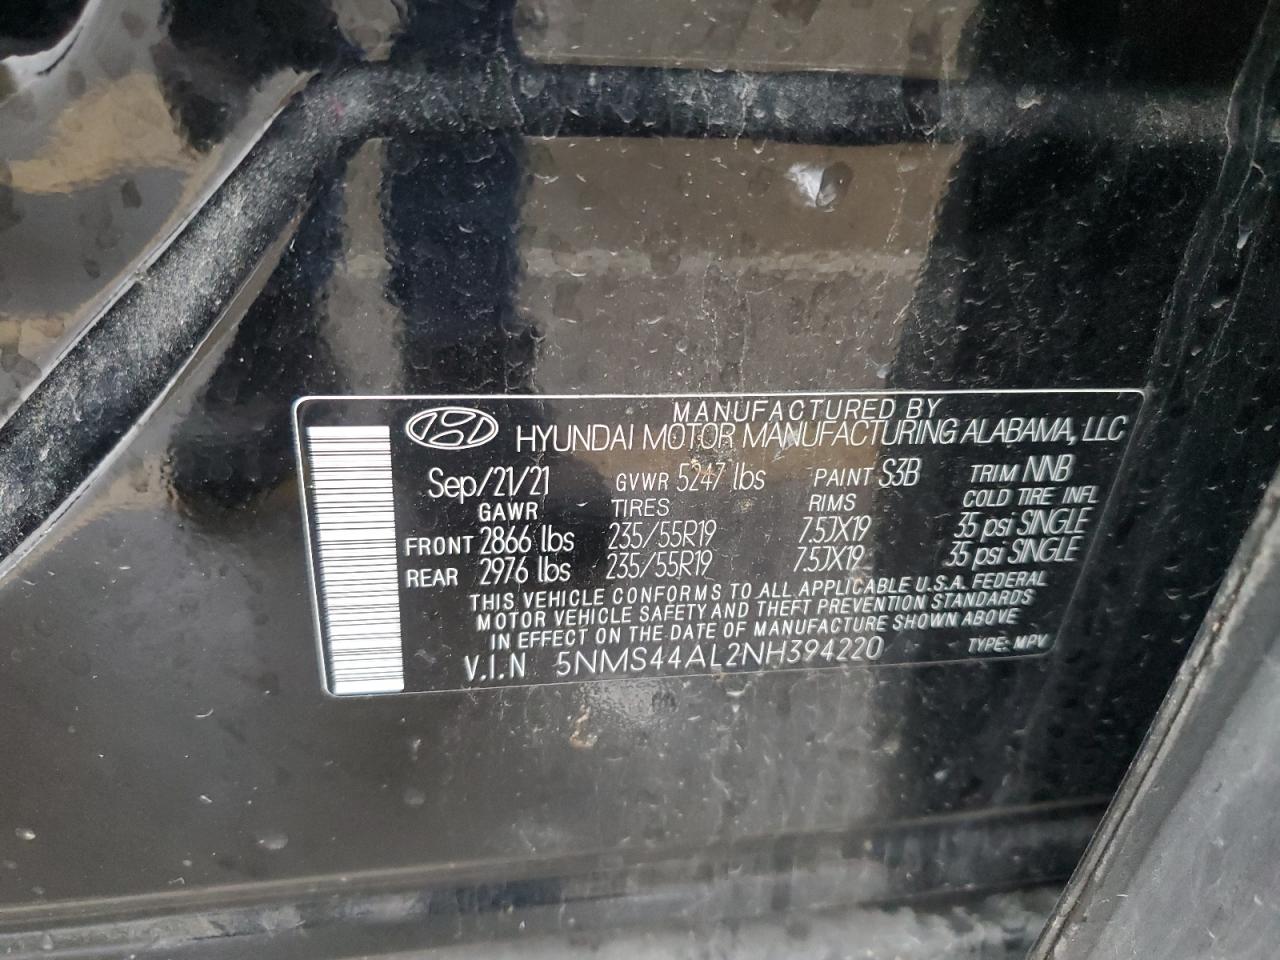 MANUFACTURED BY
HYUNDAI MOTOR MANUFACTURING ALABAMA, LLC
Sep/21/21 GVWR 5247 lbs PAINT S3B TRIM NNB
GAWR TIRES RIMS COLD TIRE INFL
FRONT 2866 lbs 235/55R19 7.5JX19 35 psi SINGLE
REAR 2976 lbs 235/55R19 7.5JX19 35 psi SINGLE
THIS VEHICLE CONFORMS TO ALL APPLICABLE U.S.A. FEDERAL
MOTOR VEHICLE SAFETY AND THEFT PREVENTION STANDARDS
IN EFFECT ON THE DATE OF MANUFACTURE SHOWN ABOVE
V.I.N 5NMS44AL2NH394220 TYPE: MPV